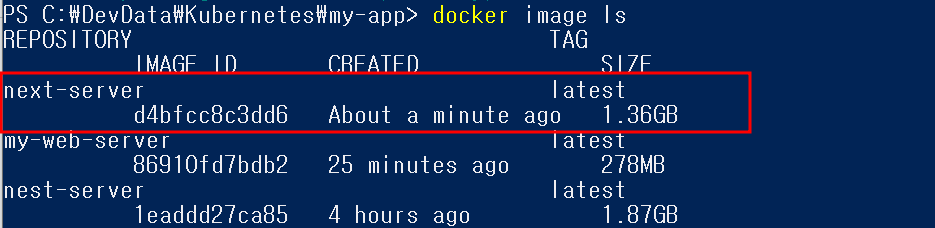 PS C:₩DevData₩Kubernetes₩my-app> docker image ls
REPOSITORY TAG
IMAGE ID CREATED SIZE
next-server latest
d4bfcc8c3dd6 About a minute ago 1.36GB
my-web-server latest
86910fd7bdb2 25 minutes ago 278MB
nest-server latest
1eaddd27ca85 4 hours ago 1.87GB